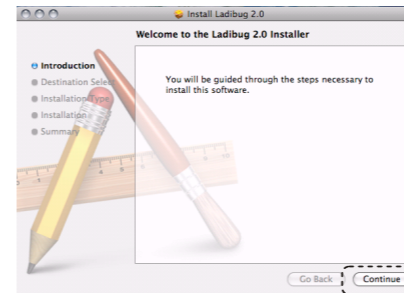 Install Ladibug 2.0
Welcome to the Ladibug 2.0 Installer
Introduction
Destination Select
Installation Type
Installation
Summary
You will be guided through the steps necessary to
install this software.
Go Back
Continue